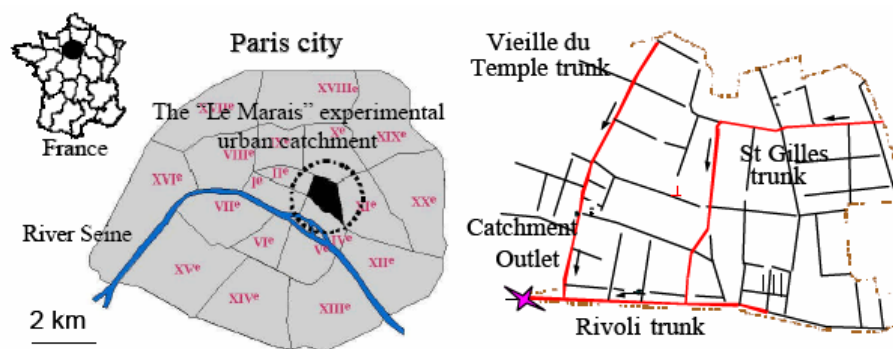 Paris city
France
The “Le Marais” experimental
urban catchment
XVIIIe
XVIIe
Xe
XIXe
IXe
VIIIe
IIe
Ie
XVIe
VIIe
XIe
XXe
River Seine
VIe
IVe
Ve
XIIe
XVe
XIVe
XIIIe
2 km
Vieille du
Temple trunk
St Gilles
trunk
Catchment
Outlet
Rivoli trunk